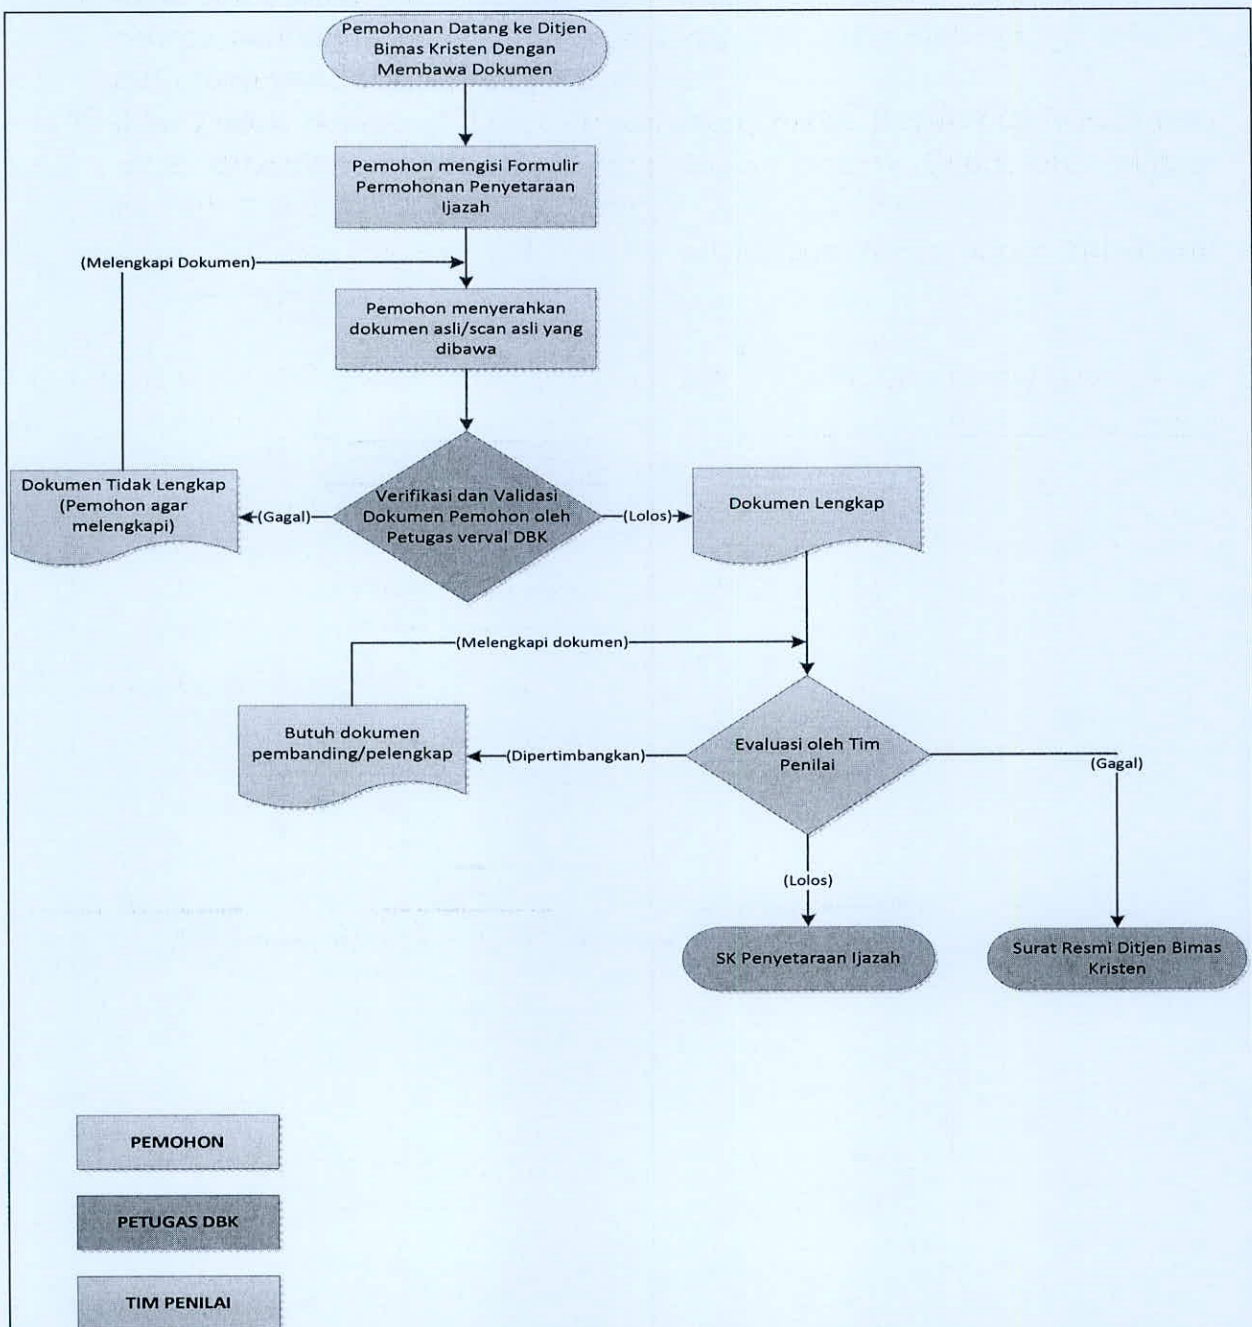 Pemohonan Datang ke Ditjen
Bimas Kristen Dengan
Membawa Dokumen
Pemohon mengisi Formulir
Permohonan Penyetaraan
Ijazah
(Melengkapi Dokumen)
Pemohon menyerahkan
dokumen asli/scan asli yang
dibawa
Dokumen Tidak Lengkap
(Pemohon agar
melengkapi)
(Gagal)
Verifikasi dan Validasi
Dokumen Pemohon oleh
Petugas verval DBK
(Lolos)
Dokumen Lengkap
(Melengkapi dokumen)
Butuh dokumen
pembanding/pelengkap
(Dipertimbangkan)
Evaluasi oleh Tim
Penilai
(Gagal)
(Lolos)
SK Penyetaraan Ijazah
Surat Resmi Ditjen Bimas
Kristen
PEMOHON
PETUGAS DBK
TIM PENILAI